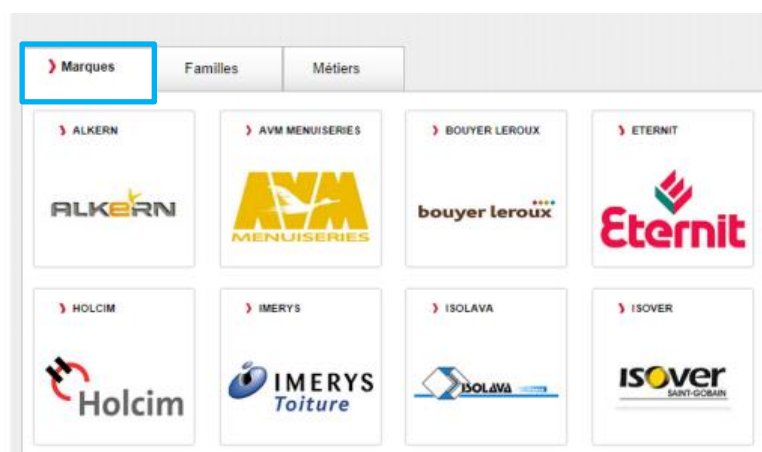 Marques Familles Métiers
ALKERN AVM MENUISERIES BOUYER LEROUX ETERNIT
ALKERN
AVM
MENUISERIES
bouyer leroux
Eternit
HOLCIM IMERYS ISOLAVA ISOVER
Holcim
IMERYS
Toiture
ISOLAVA
isover
SAINT-GOBAIN